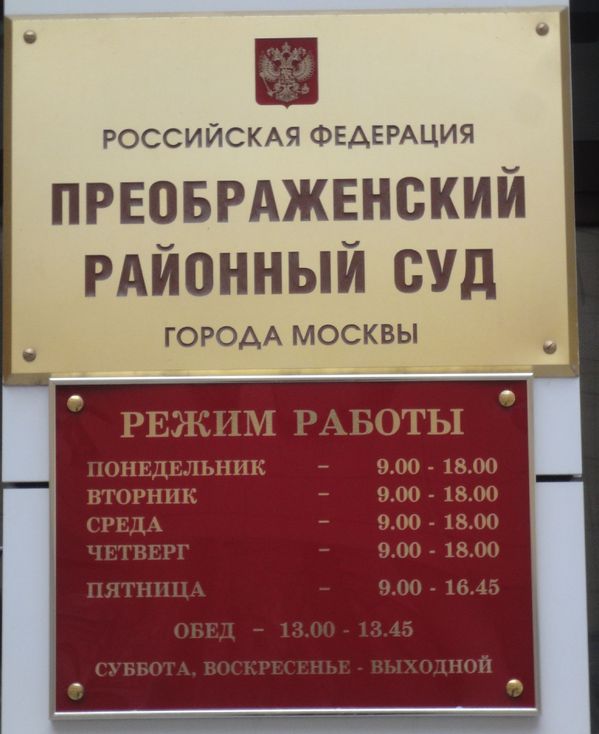 РОССИЙСКАЯ ФЕДЕРАЦИЯ
ПРЕОБРАЖЕНСКИЙ
РАЙОННЫЙ СУД
ГОРОДА МОСКВЫ
РЕЖИМ РАБОТЫ
ПОНЕДЕЛЬНИК - 9.00 - 18.00
ВТОРНИК - 9.00 - 18.00
СРЕДА - 9.00 - 18.00
ЧЕТВЕРГ - 9.00 - 18.00
ПЯТНИЦА - 9.00 - 16.45
ОБЕД - 13.00 - 13.45
СУББОТА, ВОСКРЕСЕНЬЕ - ВЫХОДНОЙ